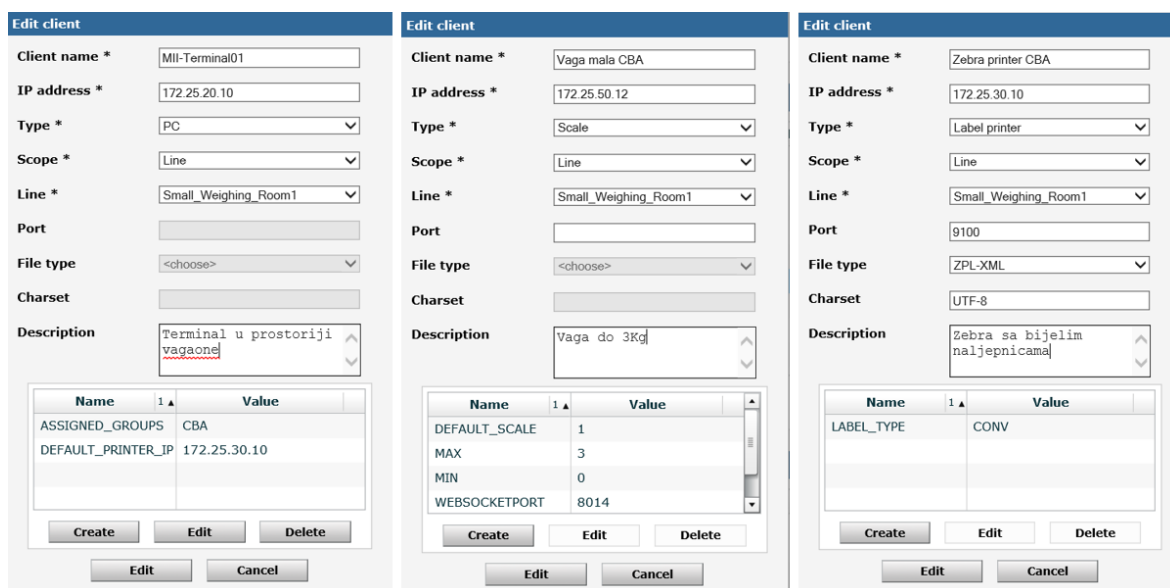 Edit client
Client name * MII-Terminal01
IP address * 172.25.20.10
Type * PC
Scope * Line
Line * Small_Weighing_Room1
Port
File type <choose>
Charset
Description Terminal u prostoriji
vagaone
Name 1 Value
ASSIGNED_GROUPS CBA
DEFAULT_PRINTER_IP 172.25.30.10
Create Edit Delete
Edit Cancel
Edit client
Client name * Vaga mala CBA
IP address * 172.25.50.12
Type * Scale
Scope * Line
Line * Small_Weighing_Room1
Port
File type <choose>
Charset
Description Vaga do 3Kg
Name 1 Value
DEFAULT_SCALE 1
MAX 3
MIN 0
WEBSOCKETPORT 8014
Create Edit Delete
Edit Cancel
Edit client
Client name * Zebra printer CBA
IP address * 172.25.30.10
Type * Label printer
Scope * Line
Line * Small_Weighing_Room1
Port 9100
File type ZPL-XML
Charset UTF-8
Description Zebra sa bijelim
naljepnicama
Name 1 Value
LABEL_TYPE CONV
Create Edit Delete
Edit Cancel